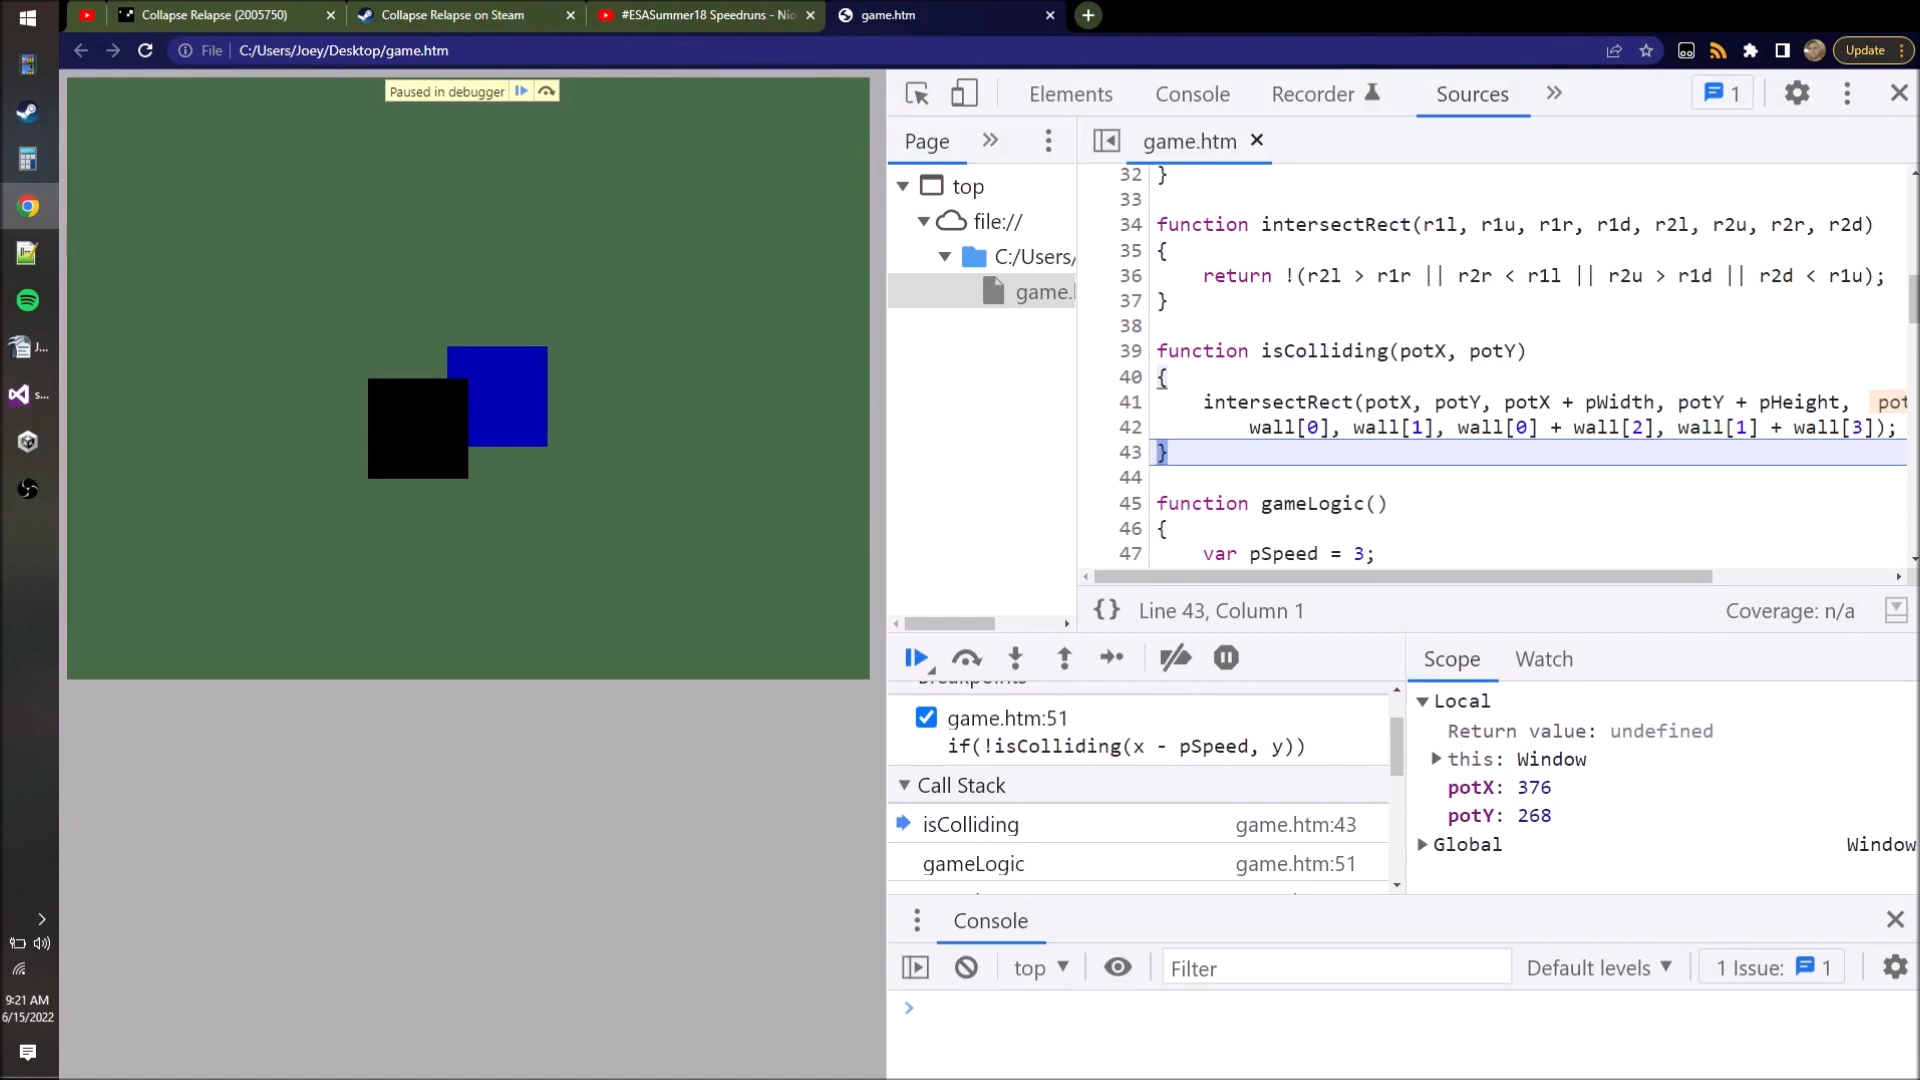 Collapse Relapse (2005750)
Collapse Relapse on Steam
#ESASummer18 Speedruns - Nic
game.htm
File
C:/Users/Joey/Desktop/game.htm
Update
Paused in debugger
Elements
Console
Recorder
Sources
1
Page
game.htm
top
file://
C:/Users/
game.
32 }
33
34 function intersectRect(r1l, r1u, r1r, r1d, r2l, r2u, r2r, r2d)
35 {
36 return !(r2l > r1r || r2r < r1l || r2u > r1d || r2d < r1u);
37 }
38
39 function isColliding(potX, potY)
40 {
41 intersectRect(potX, potY, potX + pWidth, potY + pHeight, pot
42 wall[0], wall[1], wall[0] + wall[2], wall[1] + wall[3]);
43 }
44
45 function gameLogic()
46 {
47 var pSpeed = 3;
{} Line 43, Column 1
Coverage: n/a
Breakpoints
game.htm:51
if(!isColliding(x - pSpeed, y))
Call Stack
isColliding game.htm:43
gameLogic game.htm:51
Scope
Watch
Local
Return value: undefined
this: Window
potX: 376
potY: 268
Global Window
Console
top
Filter
Default levels
1 Issue: 1
J...
s...
9:21 AM
6/15/2022